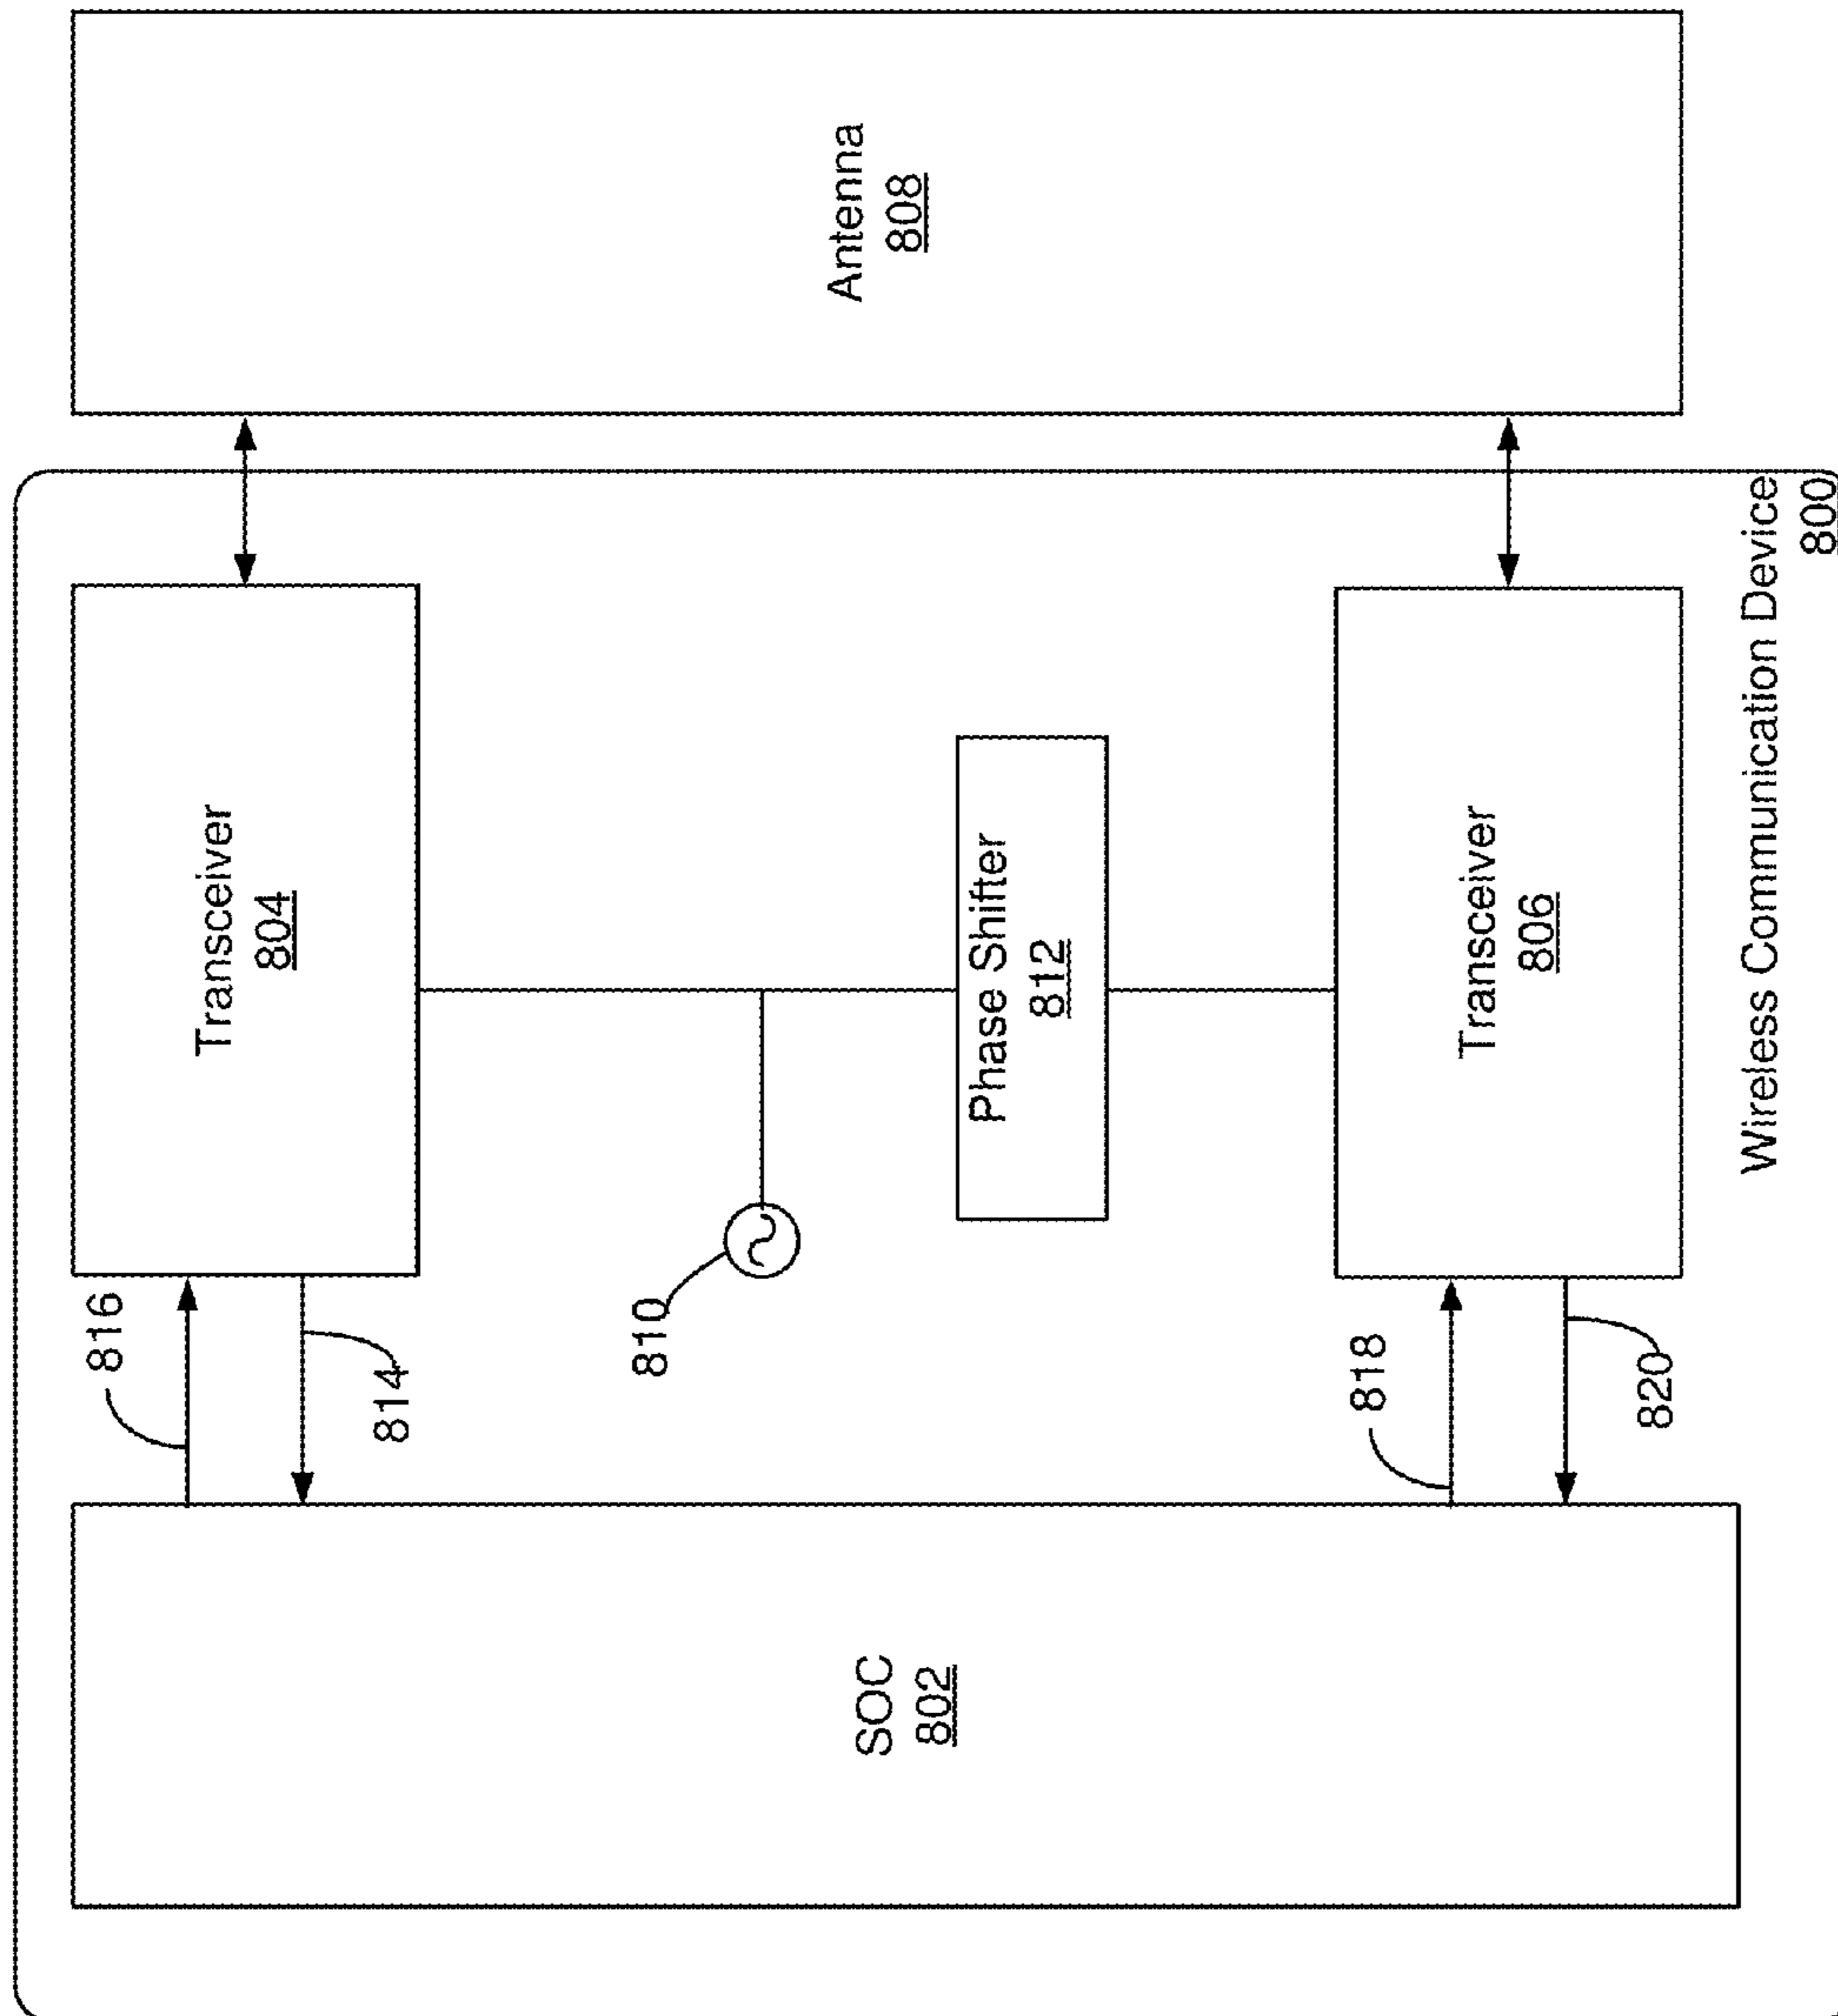 816
814
SOC
802
818
820
Transceiver
804
810
Phase Shifter
812
Transceiver
806
Antenna
808
Wireless Communication Device
800